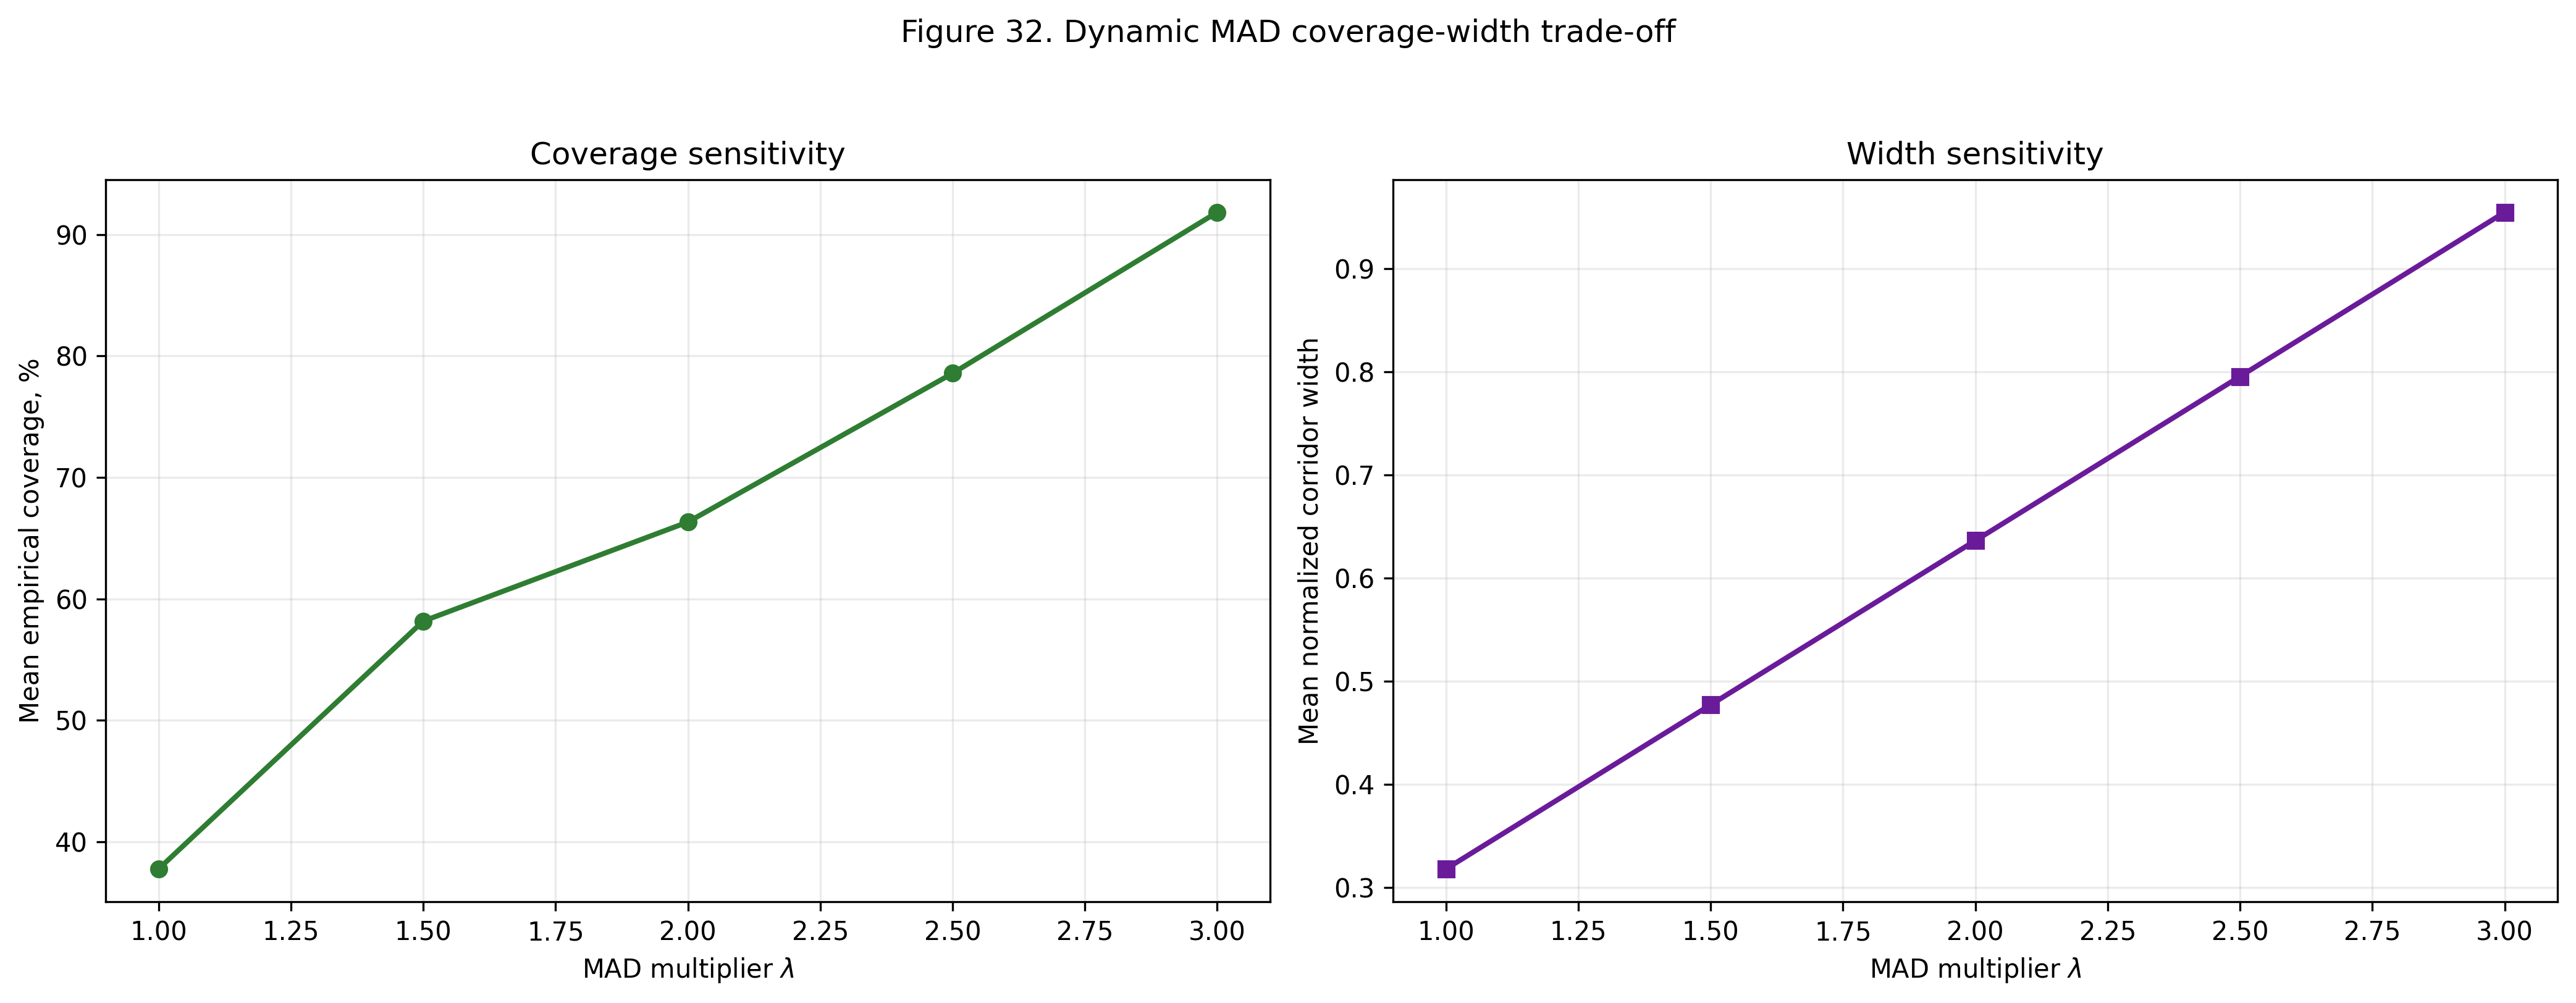 Figure 32. Dynamic MAD coverage-width trade-off
Coverage sensitivity
Mean empirical coverage, %
90
80
70
60
50
40
1.00 1.25 1.50 1.75 2.00 2.25 2.50 2.75 3.00
MAD multiplier λ
Width sensitivity
Mean normalized corridor width
0.9
0.8
0.7
0.6
0.5
0.4
0.3
1.00 1.25 1.50 1.75 2.00 2.25 2.50 2.75 3.00
MAD multiplier λ